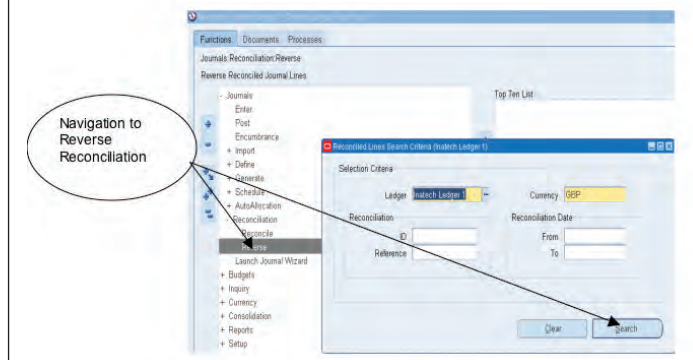 Functions Documents Processes
Journals Reconciliation:Reverse
Reverse Reconciled Journal Lines
Top Ten List
- Journals
Enter
Post
Encumbrance
+ Import
+ Define
+ Generate
+ Schedule
+ AutoAllocation
- Reconciliation
Reconcile
Reverse
Launch Journal Wizard
+ Budgets
+ Inquiry
+ Currency
+ Consolidation
+ Reports
+ Setup
Navigation to
Reverse
Reconciliation
Reconciled Lines Search Criteria (Inatech Ledger 1)
Selection Criteria
Ledger Inatech Ledger 1 Currency GBP
Reconciliation Reconciliation Date
ID From
Reference To
Clear Search